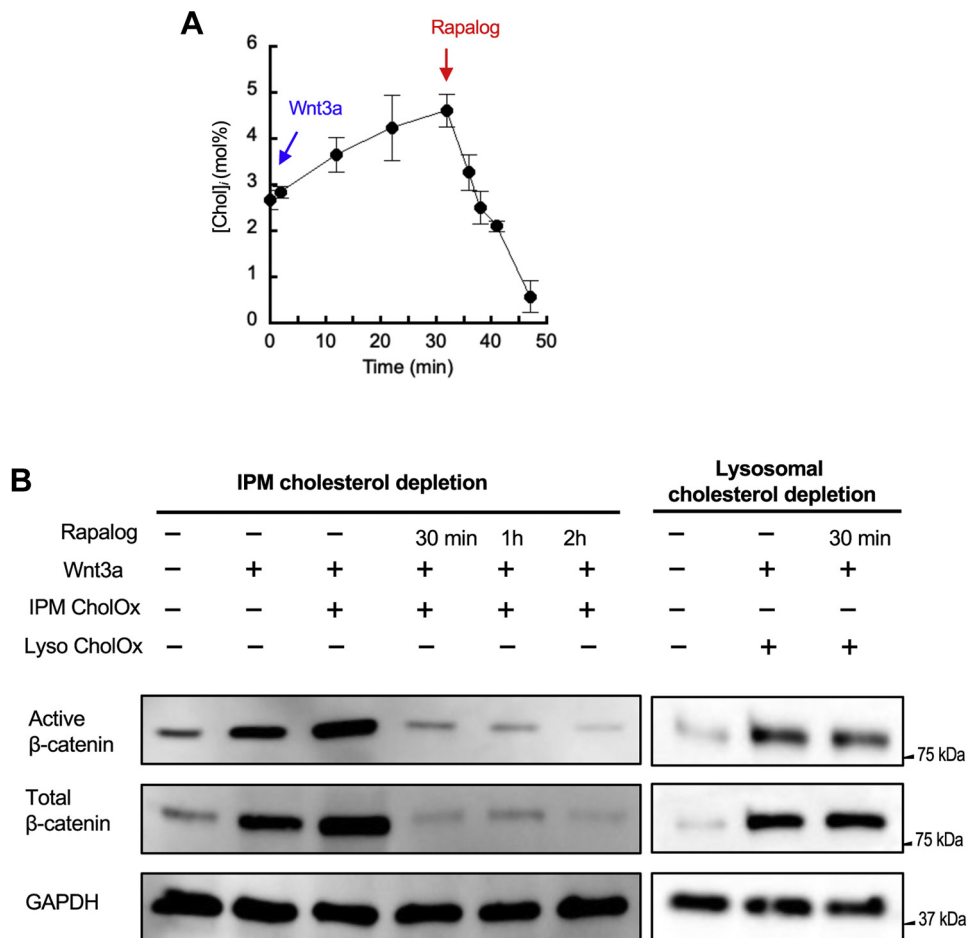 A
Rapalog
Wnt3a
[Chol]i (mol%)
6
5
4
3
2
1
0
0 10 20 30 40 50
Time (min)
B
IPM cholesterol depletion
Lysosomal
cholesterol depletion
Rapalog – – – 30 min 1h 2h – – 30 min
Wnt3a – + + + + + – + +
IPM CholOx – – + + + + – – –
Lyso CholOx – – – – – – – + +
Active
β-catenin
75 kDa
Total
β-catenin
75 kDa
GAPDH
37 kDa